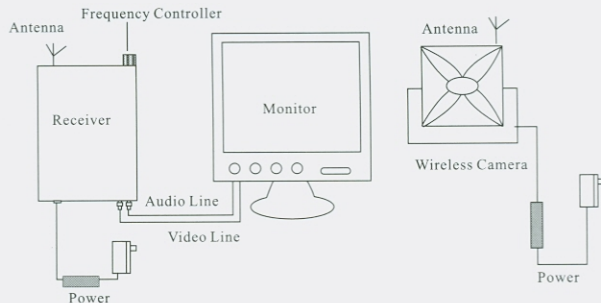 Frequency Controller
Antenna
Receiver
Monitor
Audio Line
Video Line
Power
Antenna
Wireless Camera
Power